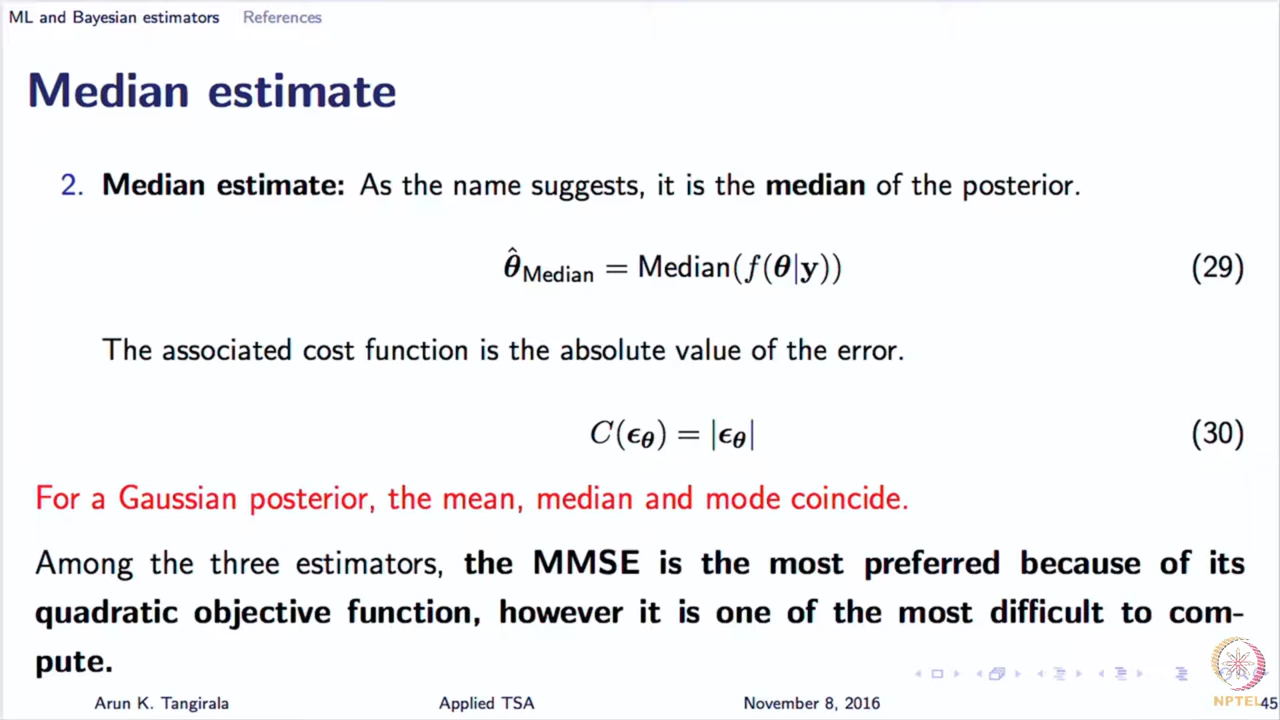 ML and Bayesian estimators References
Median estimate
2. Median estimate: As the name suggests, it is the median of the posterior.
θ̂_Median = Median(f(θ|y)) (29)
The associated cost function is the absolute value of the error.
C(ϵ_θ) = |ϵ_θ| (30)
For a Gaussian posterior, the mean, median and mode coincide.
Among the three estimators, the MMSE is the most preferred because of its
quadratic objective function, however it is one of the most difficult to com-
pute.
Arun K. Tangirala Applied TSA November 8, 2016 45
NPTEL